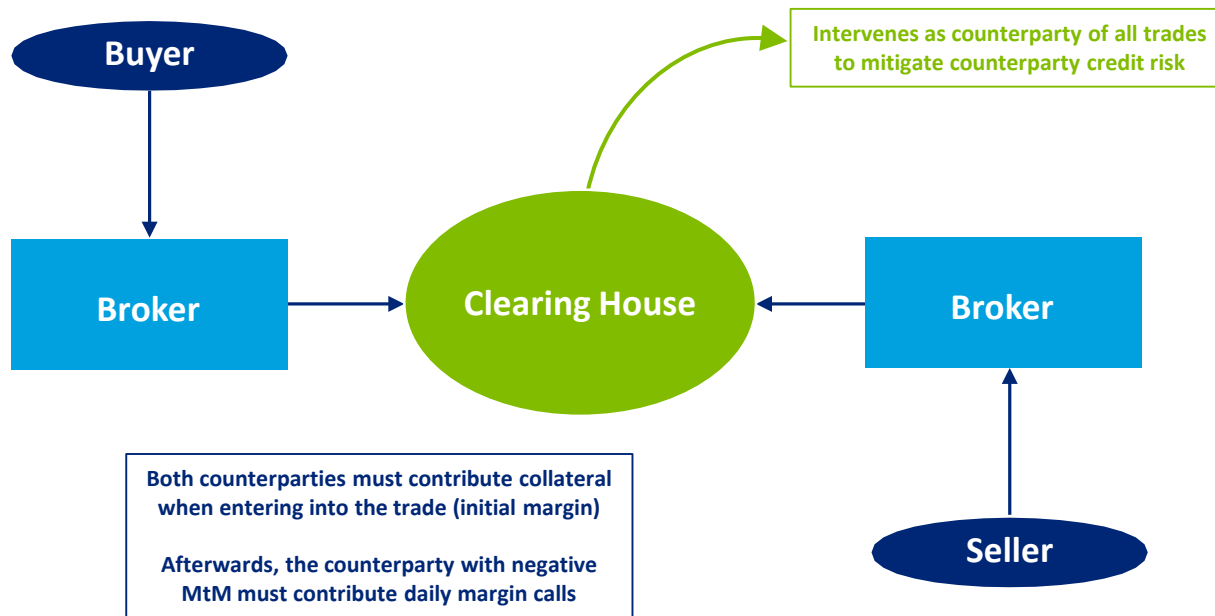 Buyer
Intervenes as counterparty of all trades
to mitigate counterparty credit risk
Broker
Clearing House
Broker
Both counterparties must contribute collateral
when entering into the trade (initial margin)
Afterwards, the counterparty with negative
MtM must contribute daily margin calls
Seller